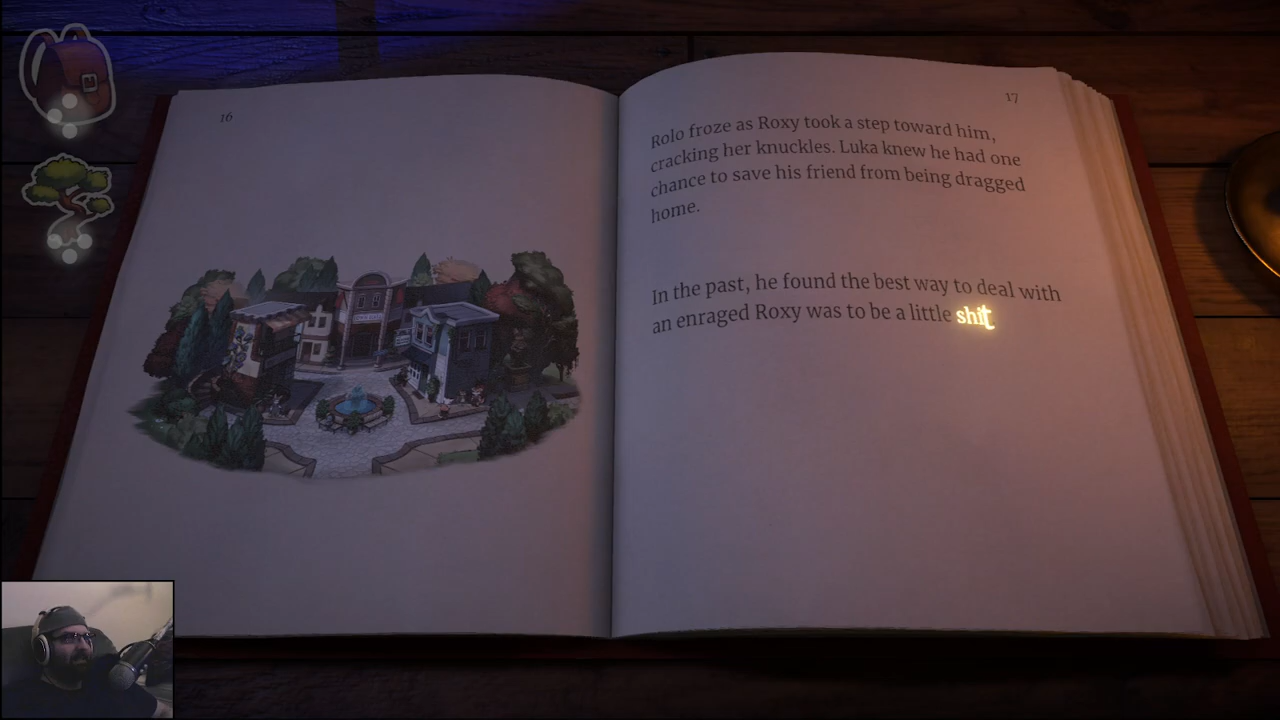 16
17
Rolo froze as Roxy took a step toward him,
cracking her knuckles. Luka knew he had one
chance to save his friend from being dragged
home.
In the past, he found the best way to deal with
an enraged Roxy was to be a little shit